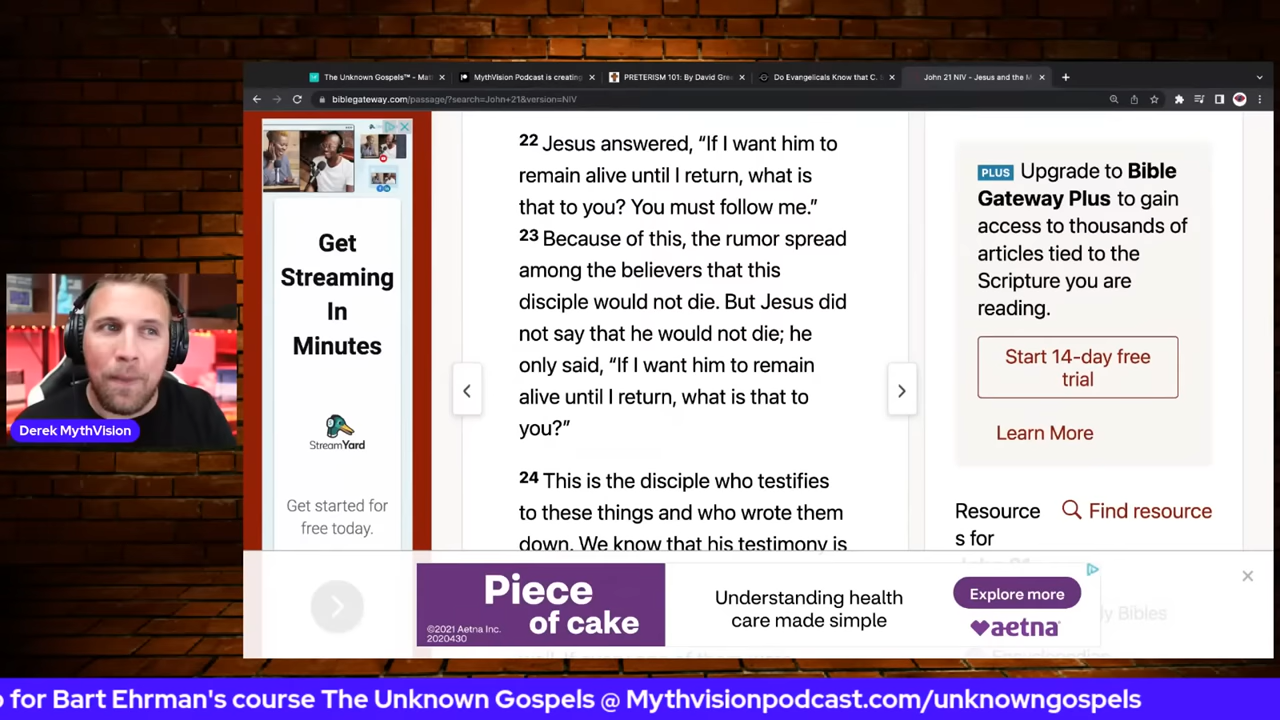 The Unknown Gospels™ - Mat
MythVision Podcast is creating
PRETERISM 101: By David Gre
Do Evangelicals Know that C.
John 21 NIV - Jesus and the M
biblegateway.com/passage/?search=John+21&version=NIV
Get
Streaming
In
Minutes
StreamYard
Get started for
free today.
22 Jesus answered, “If I want him to
remain alive until I return, what is
that to you? You must follow me.”
23 Because of this, the rumor spread
among the believers that this
disciple would not die. But Jesus did
not say that he would not die; he
only said, “If I want him to remain
alive until I return, what is that to
you?”
24 This is the disciple who testifies
to these things and who wrote them
down. We know that his testimony is
PLUS Upgrade to Bible
Gateway Plus to gain
access to thousands of
articles tied to the
Scripture you are
reading.
Start 14-day free
trial
Learn More
Resource
s for
Find resource
Derek MythVision
Piece
of cake
©2021 Aetna Inc.
2020430
Understanding health
care made simple
Explore more
aetna
y Bibles
o for Bart Ehrman's course The Unknown Gospels @ Mythvisionpodcast.com/unknowngospels